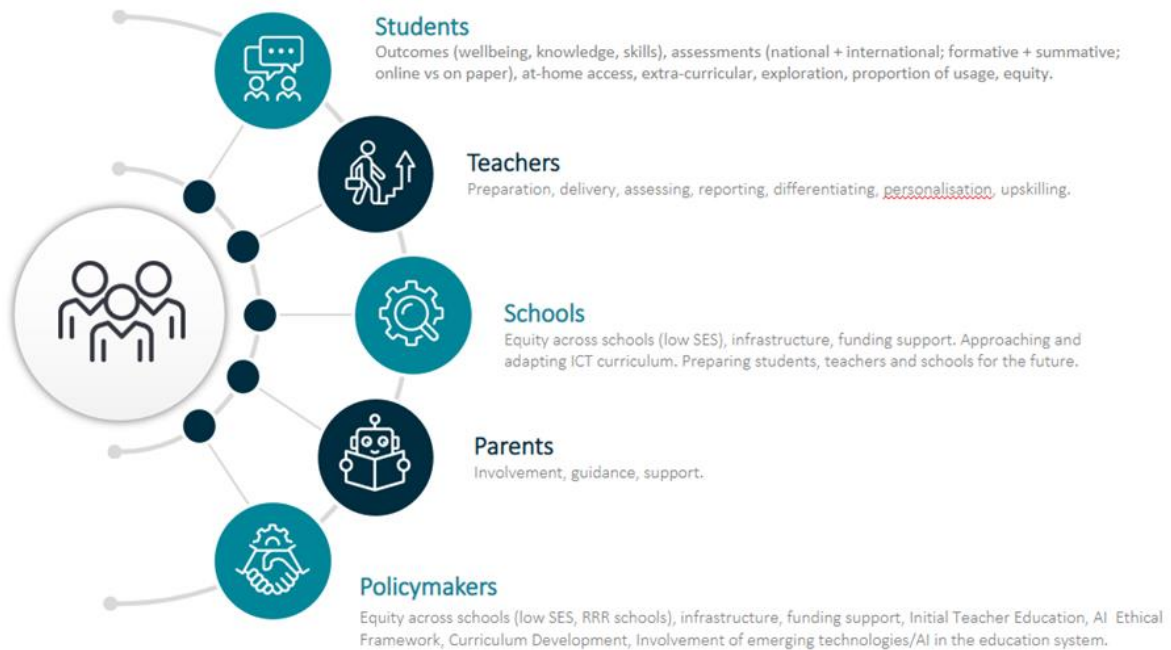 Students
Outcomes (wellbeing, knowledge, skills), assessments (national + international; formative + summative;
online vs on paper), at-home access, extra-curricular, exploration, proportion of usage, equity.
Teachers
Preparation, delivery, assessing, reporting, differentiating, personalisation, upskilling.
Schools
Equity across schools (low SES), infrastructure, funding support. Approaching and
adapting ICT curriculum. Preparing students, teachers and schools for the future.
Parents
Involvement, guidance, support.
Policymakers
Equity across schools (low SES, RRR schools), infrastructure, funding support, Initial Teacher Education, AI Ethical
Framework, Curriculum Development, Involvement of emerging technologies/AI in the education system.